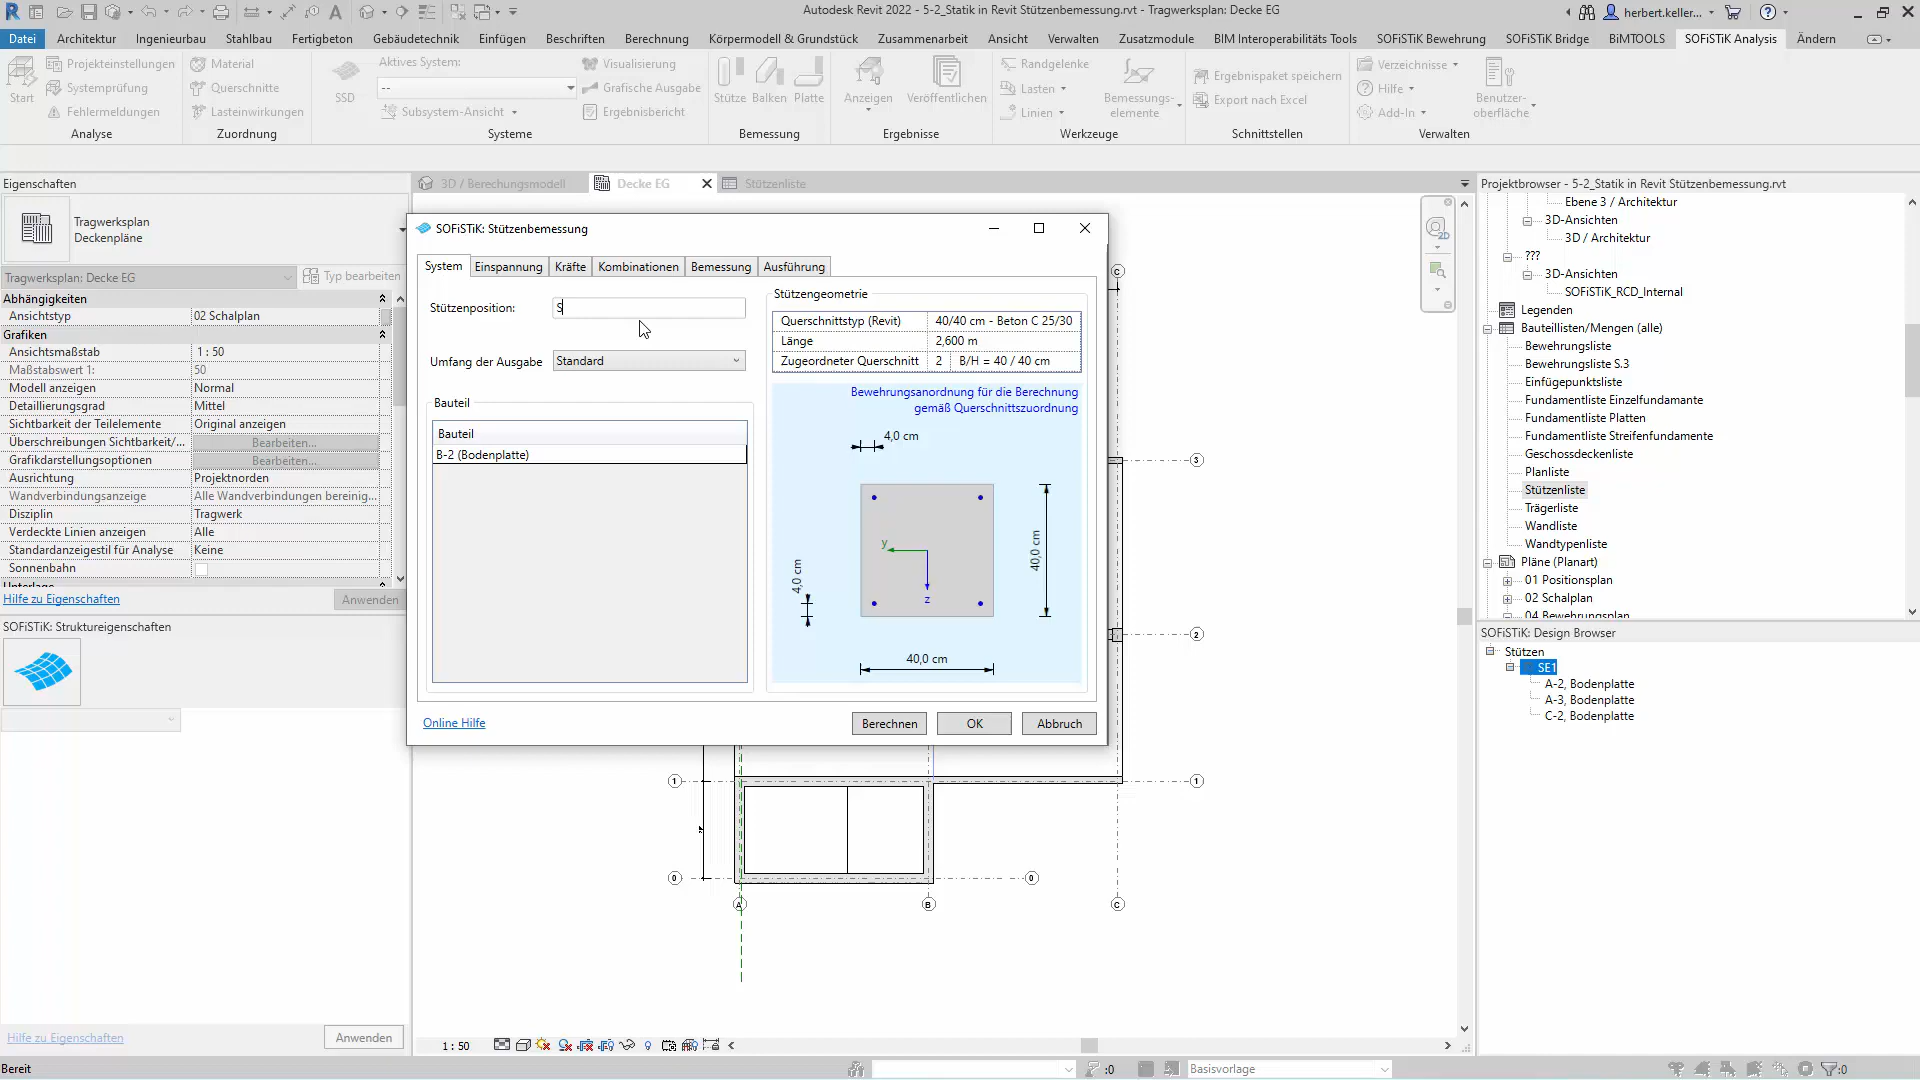 Autodesk Revit 2022 - 5-2_Statik in Revit Stützenbemessung.rvt - Tragwerksplan: Decke EG
herbert.keller...
Datei Architektur Ingenieurbau Stahlbau Fertigbeton Gebäudetechnik Einfügen Beschriften Berechnung Körpermodell & Grundstück Zusammenarbeit Ansicht Verwalten Zusatzmodule BIM Interoperabilitäts Tools SOFiSTiK Bewehrung SOFiSTiK Bridge BiMTOOLS SOFiSTiK Analysis Ändern
Start
Projekteinstellungen
Systemprüfung
Fehlermeldungen
Analyse
Material
Querschnitte
Lasteinwirkungen
Zuordnung
SSD
Aktives System:
--
Subsystem-Ansicht
Visualisierung
Grafische Ausgabe
Ergebnisbericht
Systeme
Stütze Balken Platte
Bemessung
Anzeigen Veröffentlichen
Ergebnisse
Randgelenke
Lasten
Linien
Bemessungs-
elemente
Werkzeuge
Ergebnispaket speichern
Export nach Excel
Schnittstellen
Verzeichnisse
Hilfe
Add-In
Benutzer-
oberfläche
Verwalten
Eigenschaften
Tragwerksplan
Deckenpläne
Tragwerksplan: Decke EG Typ bearbeiten
Abhängigkeiten
Ansichtstyp 02 Schalplan
Grafiken
Ansichtsmaßstab 1 : 50
Maßstabswert 1: 50
Modell anzeigen Normal
Detaillierungsgrad Mittel
Sichtbarkeit der Teilelemente Original anzeigen
Überschreibungen Sichtbarkeit/... Bearbeiten...
Grafikdarstellungsoptionen Bearbeiten...
Ausrichtung Projektnorden
Wandverbindungsanzeige Alle Wandverbindungen bereinig...
Disziplin Tragwerk
Verdeckte Linien anzeigen Alle
Standardanzeigestil für Analyse Keine
Sonnenbahn
Unterlage
Hilfe zu Eigenschaften Anwenden
SOFiSTiK: Struktureigenschaften
Hilfe zu Eigenschaften Anwenden
3D / Berechungsmodell Decke EG Stützenliste
SOFiSTiK: Stützenbemessung
System Einspannung Kräfte Kombinationen Bemessung Ausführung
Stützenposition: S
Umfang der Ausgabe Standard
Bauteil
Bauteil
B-2 (Bodenplatte)
Stützengeometrie
Querschnittstyp (Revit) 40/40 cm - Beton C 25/30
Länge 2,600 m
Zugeordneter Querschnitt 2 B/H = 40 / 40 cm
Bewehrungsanordnung für die Berechnung
gemäß Querschnittszuordnung
4,0 cm
y
z
40,0 cm
4,0 cm
40,0 cm
Online Hilfe Berechnen OK Abbruch
C
3
2
1 1
0 0
A B C
2D
Projektbrowser - 5-2_Statik in Revit Stützenbemessung.rvt
Ebene 3 / Architektur
3D-Ansichten
3D / Architektur
???
3D-Ansichten
SOFiSTiK_RCD_Internal
Legenden
Bauteillisten/Mengen (alle)
Bewehrungsliste
Bewehrungsliste S.3
Einfügepunktsliste
Fundamentliste Einzelfundamante
Fundamentliste Platten
Fundamentliste Streifenfundamente
Geschossdeckenliste
Planliste
Stützenliste
Trägerliste
Wandliste
Wandtypenliste
Pläne (Planart)
01 Positionsplan
02 Schalplan
04 Bewehrungsplan
SOFiSTiK: Design Browser
Stützen
SE1
A-2, Bodenplatte
A-3, Bodenplatte
C-2, Bodenplatte
1 : 50
Bereit
:0
Basisvorlage
:0